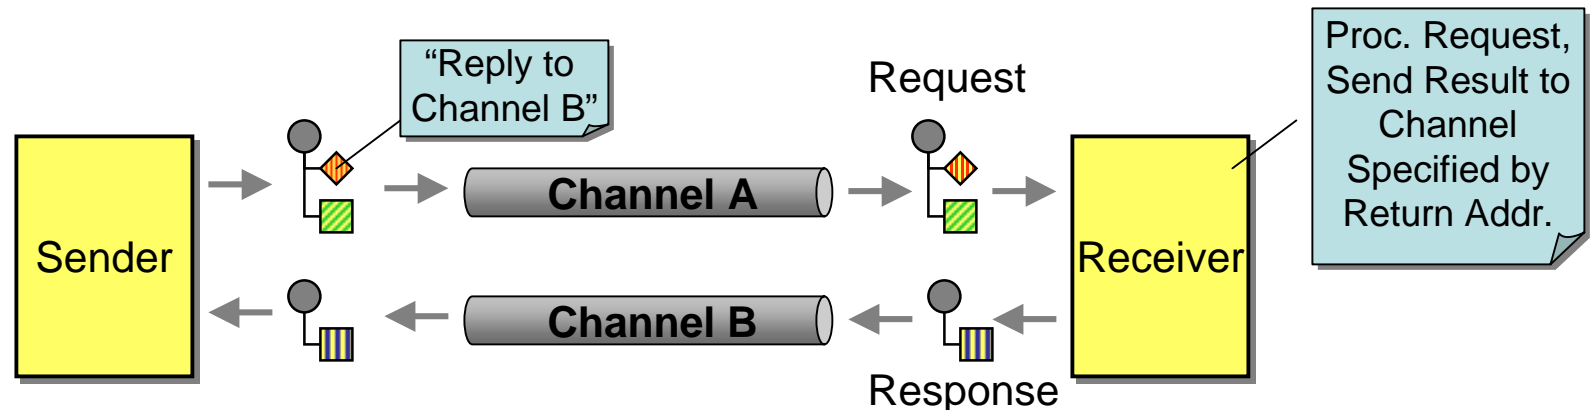 “Reply to
Channel B”
Request
Proc. Request,
Send Result to
Channel
Specified by
Return Addr.
Sender
Channel A
Receiver
Channel B
Response